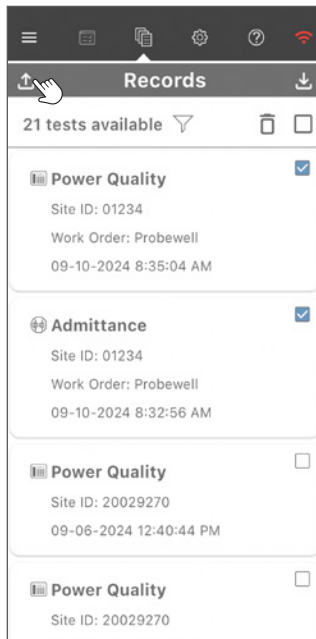 Records
21 tests available
Power Quality
Site ID: 01234
Work Order: Probewell
09-10-2024 8:35:04 AM
Admittance
Site ID: 01234
Work Order: Probewell
09-10-2024 8:32:56 AM
Power Quality
Site ID: 20029270
09-06-2024 12:40:44 PM
Power Quality
Site ID: 20029270